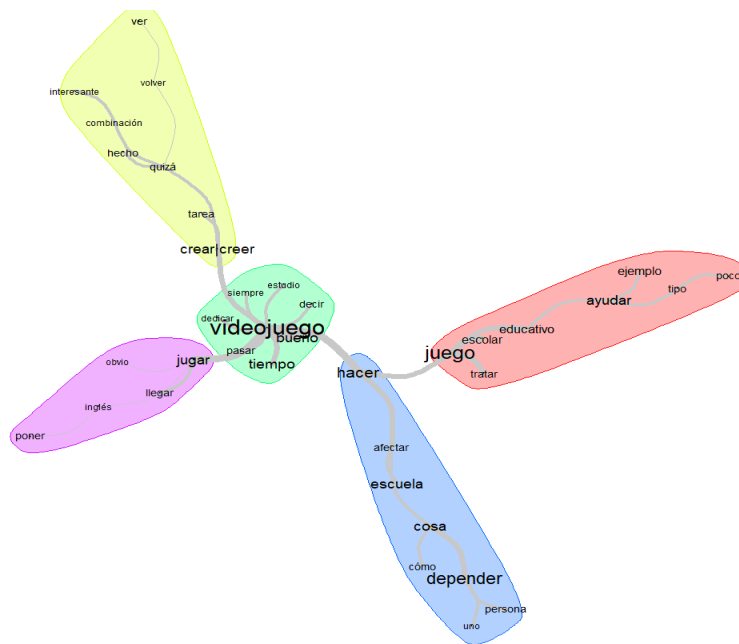 ver
volver
interesante
combinación
hecho
quizá
tarea
crear|creer
siempre
estadio
decir
dedicar
videojuego
bueno
pasar
tiempo
jugar
obvio
llegar
inglés
poner
hacer
afectar
escuela
cosa
cómo
depender
persona
uno
juego
escolar
tratar
educativo
ayudar
ejemplo
tipo
poco